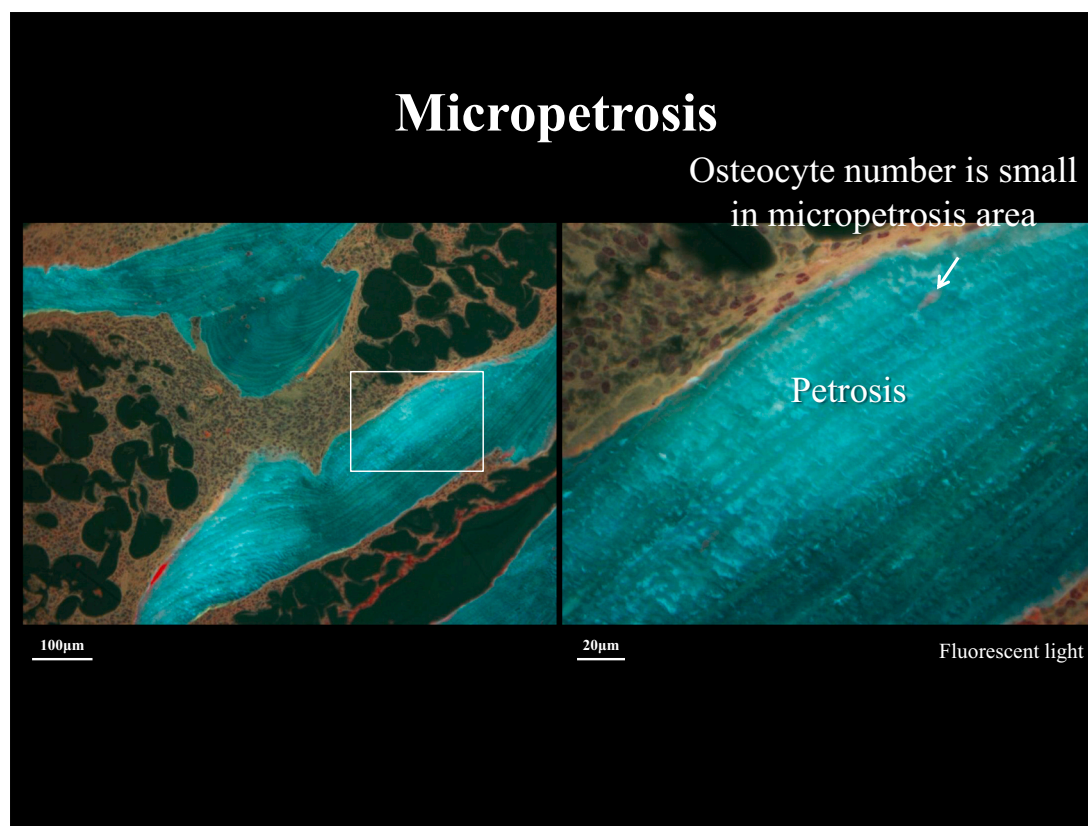 Micropetrosis
Osteocyte number is small
in micropetrosis area
Petrosis
100μm
20μm
Fluorescent light